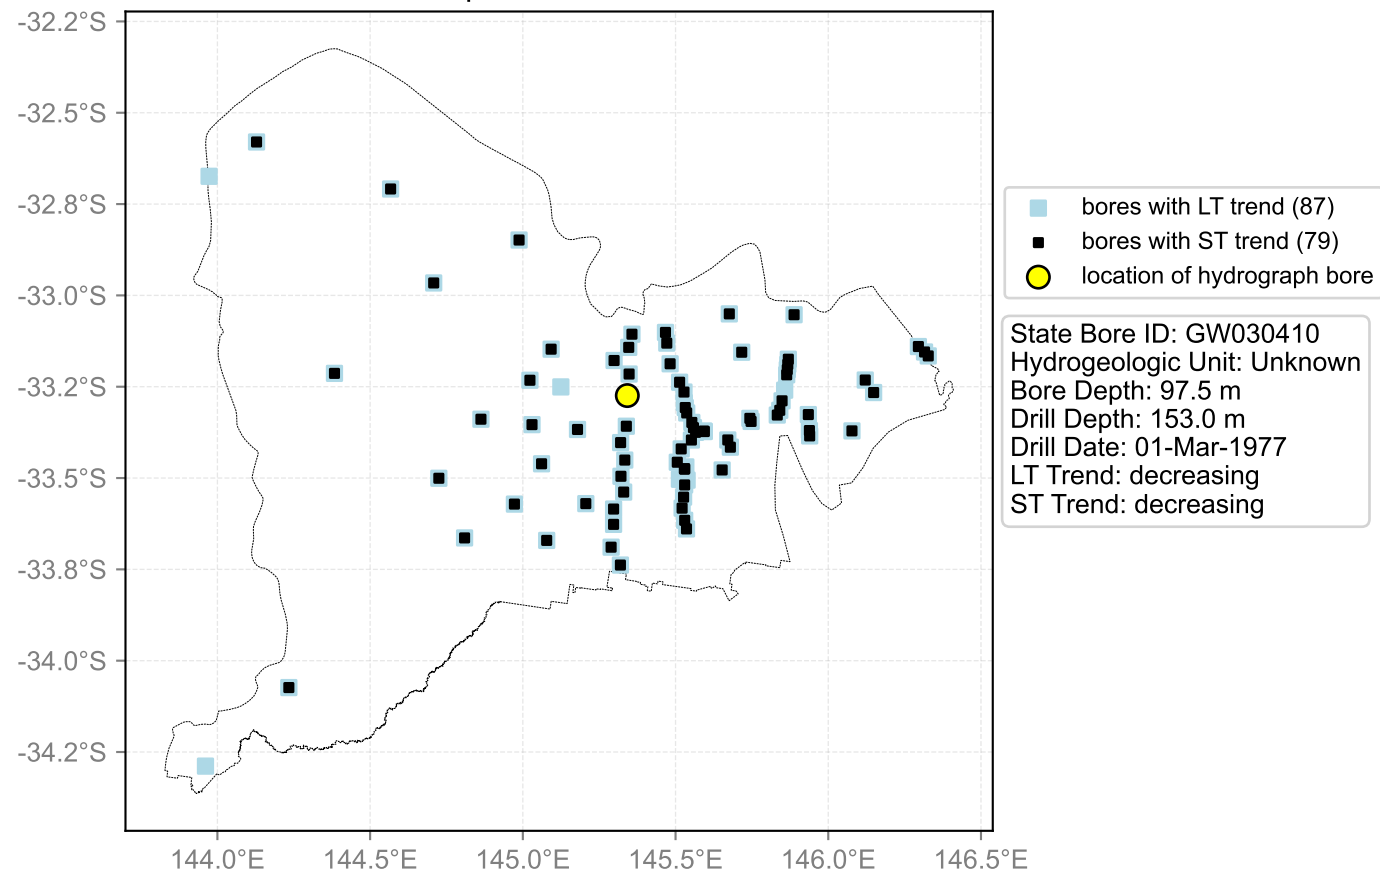 -32.2°S
-32.5°S
-32.8°S
-33.0°S
-33.2°S
-33.5°S
-33.8°S
-34.0°S
-34.2°S
144.0°E
144.5°E
145.0°E
145.5°E
146.0°E
146.5°E
bores with LT trend (87)
bores with ST trend (79)
location of hydrograph bore
State Bore ID: GW030410
Hydrogeologic Unit: Unknown
Bore Depth: 97.5 m
Drill Depth: 153.0 m
Drill Date: 01-Mar-1977
LT Trend: decreasing
ST Trend: decreasing